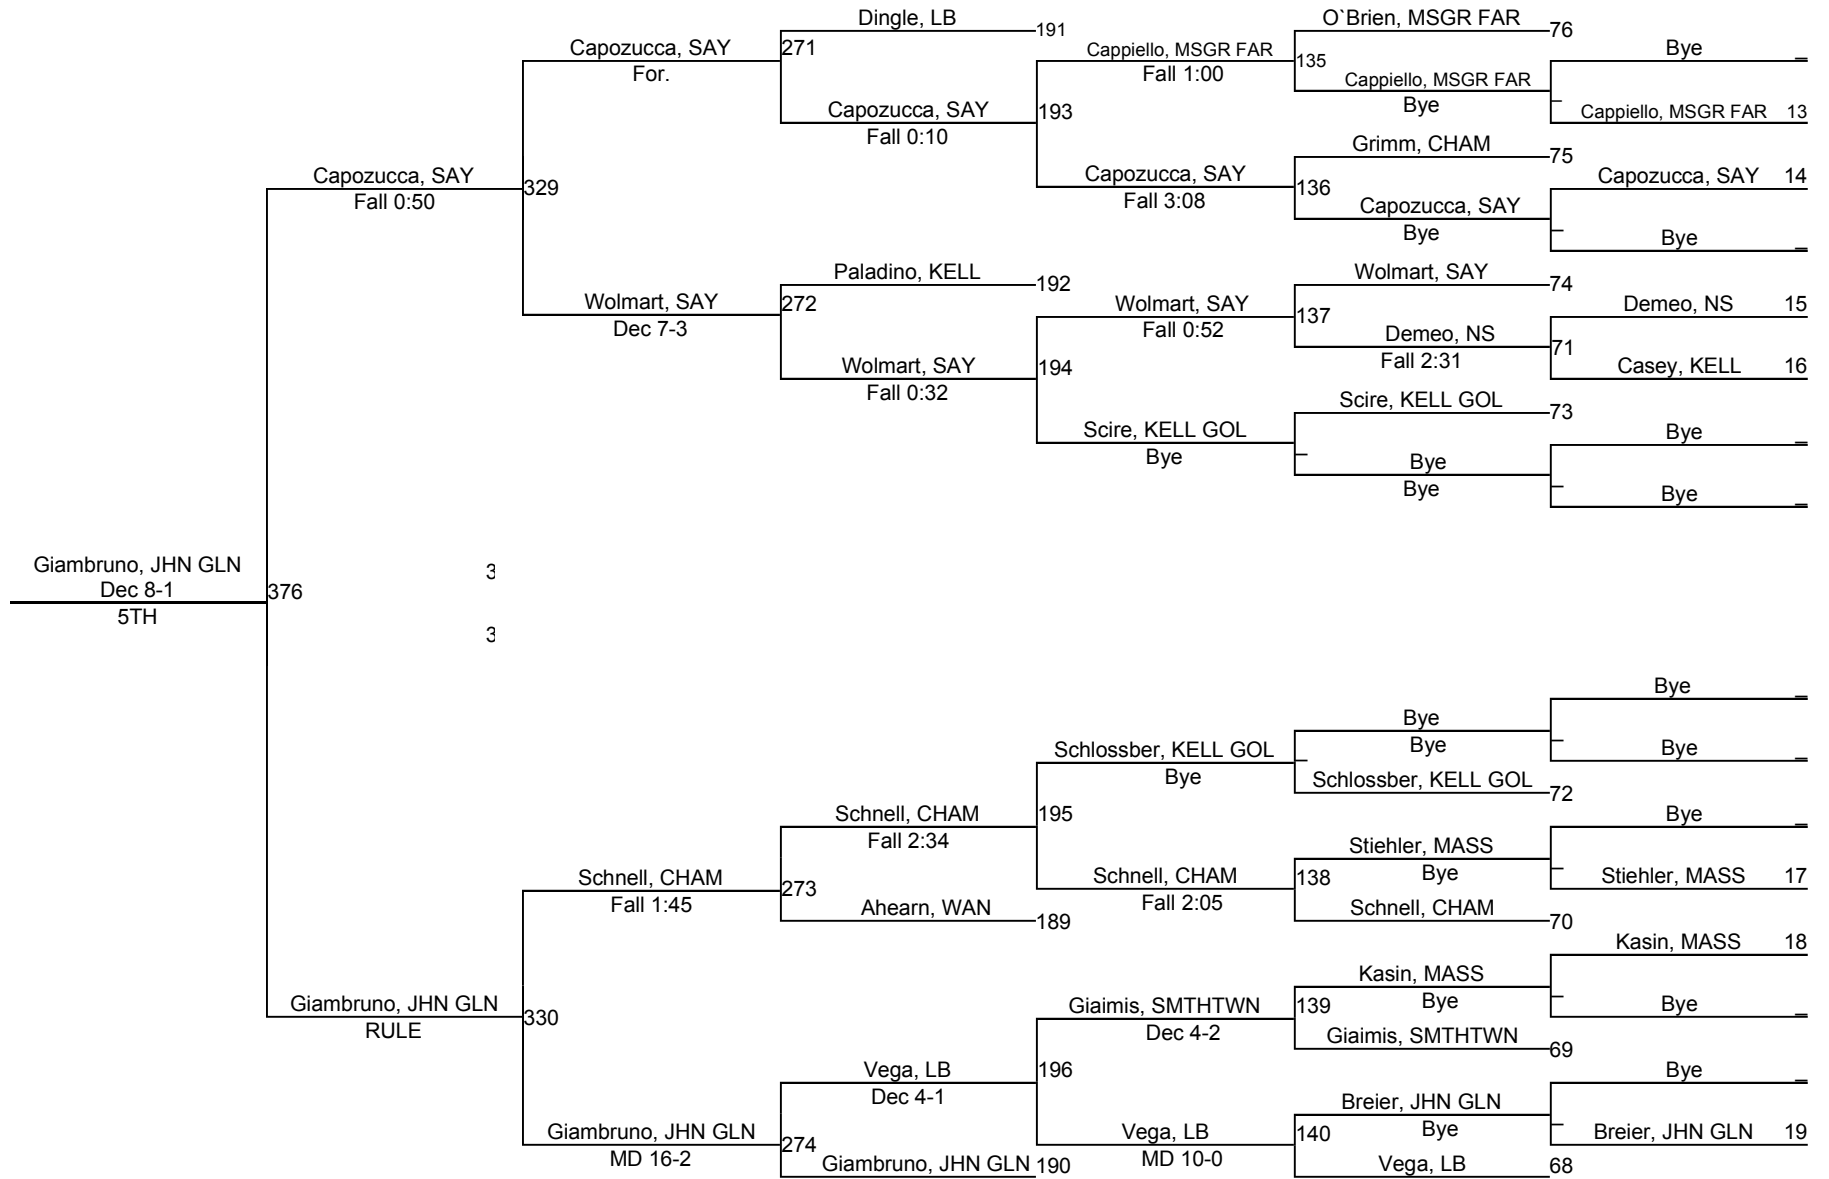 Dingle, LB
191
O`Brien, MSGR FAR
76
Capozucca, SAY
For.
271
Cappiello, MSGR FAR
Fall 1:00
135
Bye
_
Cappiello, MSGR FAR
Bye
_
Capozucca, SAY
Fall 0:10
193
Cappiello, MSGR FAR 13
Grimm, CHAM
75
Capozucca, SAY
Fall 0:50
329
Capozucca, SAY
Fall 3:08
136
Capozucca, SAY 14
Capozucca, SAY
Bye
_
Bye
_
Paladino, KELL
192
Wolmart, SAY
74
Wolmart, SAY
Dec 7-3
272
Wolmart, SAY
Fall 0:52
137
Demeo, NS 15
Demeo, NS
Fall 2:31
71
Wolmart, SAY
Fall 0:32
194
Casey, KELL 16
Scire, KELL GOL
73
Scire, KELL GOL
Bye
_
Bye
_
Bye
Bye
_
Bye
_
Giambruno, JHN GLN
Dec 8-1
5TH
376
3
3
Bye
_
Bye
Bye
_
Schlossber, KELL GOL
Bye
_
Bye
_
Schlossber, KELL GOL
72
Schnell, CHAM
Fall 2:34
195
Bye
_
Stiehler, MASS
Bye
_
Schnell, CHAM
Fall 1:45
273
Schnell, CHAM
Fall 2:05
138
Stiehler, MASS 17
Ahearn, WAN
189
Schnell, CHAM
70
Kasin, MASS 18
Kasin, MASS
Bye
_
Giambruno, JHN GLN
RULE
330
Giaimis, SMTHTWN
Dec 4-2
139
Bye
_
Giaimis, SMTHTWN
69
Vega, LB
Dec 4-1
196
Bye
_
Breier, JHN GLN
Bye
_
Giambruno, JHN GLN
MD 16-2
274
Vega, LB
MD 10-0
140
Breier, JHN GLN 19
Giambruno, JHN GLN 190
Vega, LB
68